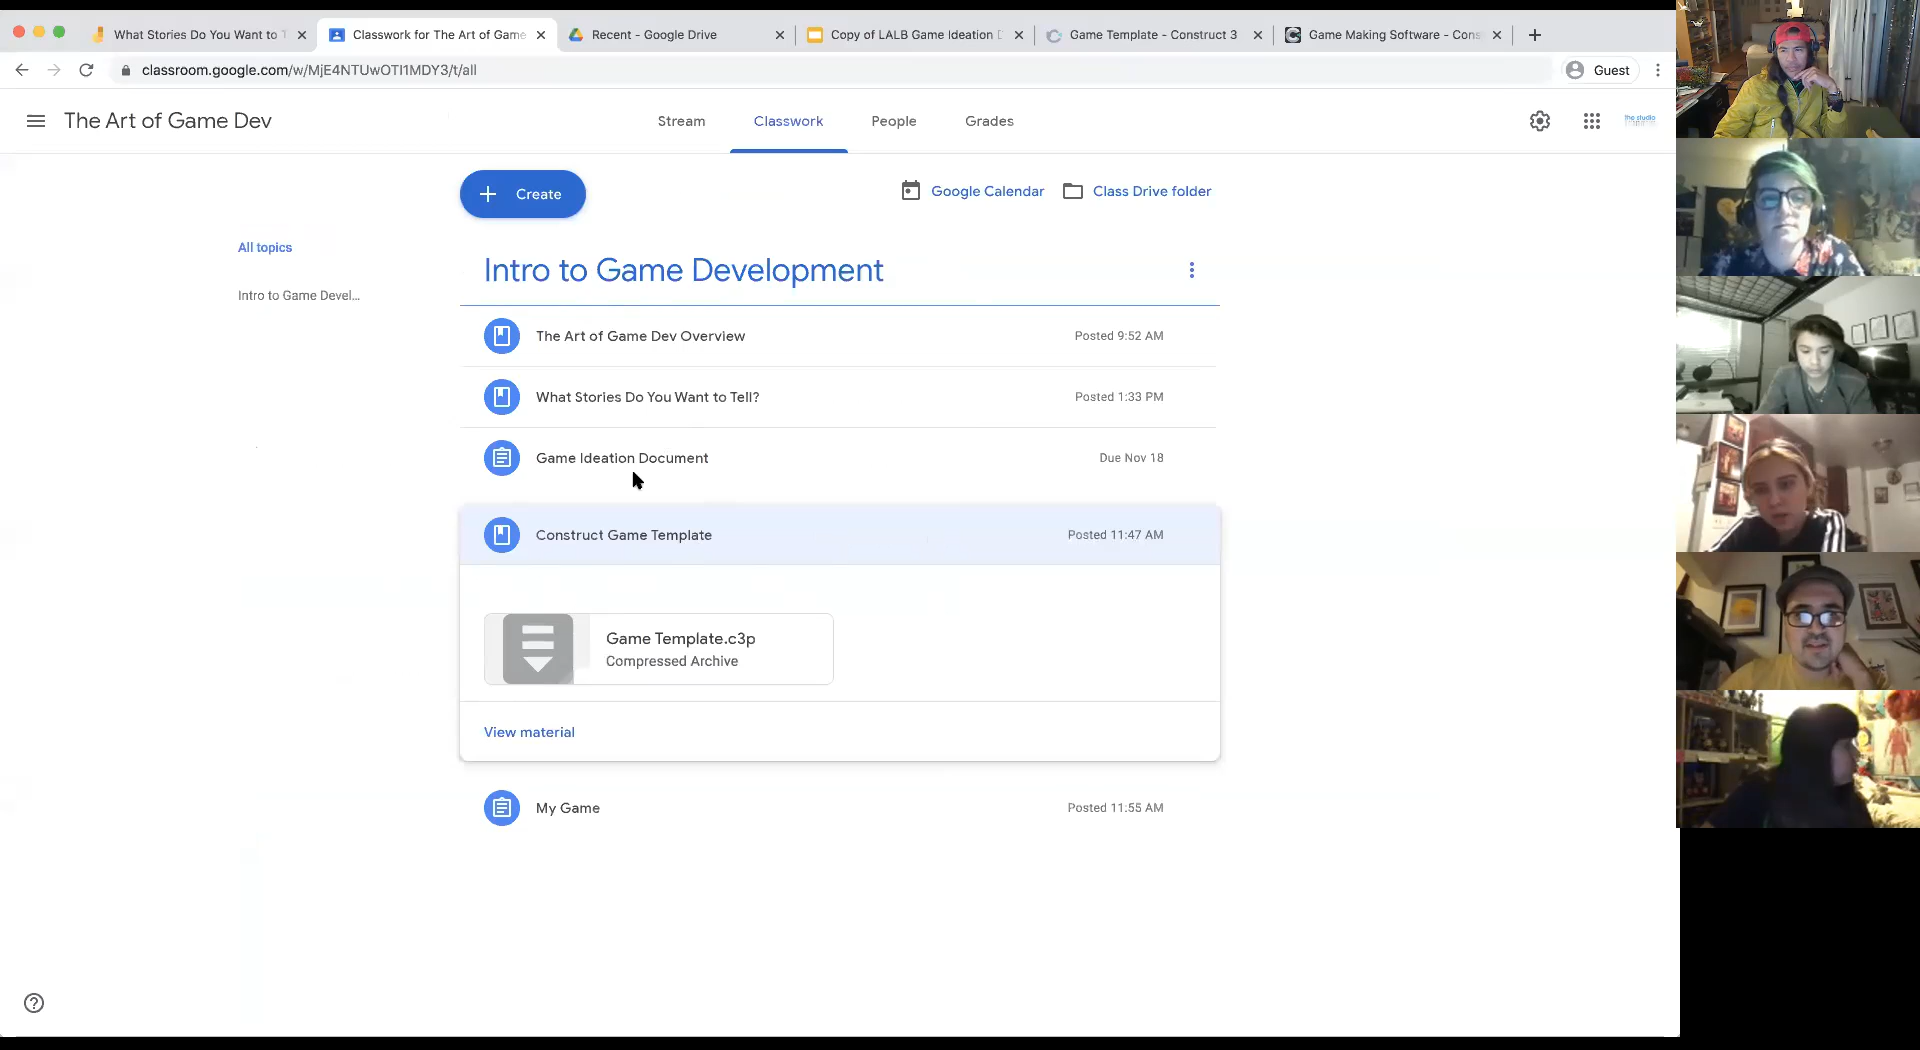 What Stories Do You Want to T
Classwork for The Art of Game
Recent - Google Drive
Copy of LALB Game Ideation D
Game Template - Construct 3
Game Making Software - Cons
classroom.google.com/w/MjE4NTUwOTI1MDY3/t/all
Guest
The Art of Game Dev
Stream
Classwork
People
Grades
the studio
Create
Google Calendar
Class Drive folder
All topics
Intro to Game Devel...
Intro to Game Development
The Art of Game Dev Overview
Posted 9:52 AM
What Stories Do You Want to Tell?
Posted 1:33 PM
Game Ideation Document
Due Nov 18
Construct Game Template
Posted 11:47 AM
Game Template.c3p
Compressed Archive
View material
My Game
Posted 11:55 AM